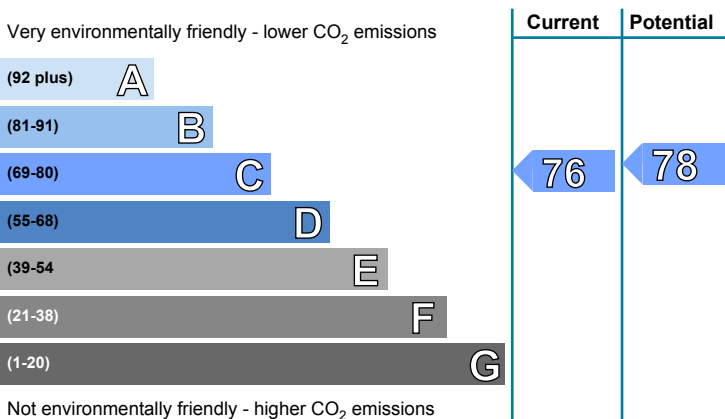 Current Potential
Very environmentally friendly - lower CO2 emissions
(92 plus) A
(81-91) B
(69-80) C
76 78
(55-68) D
(39-54 E
(21-38) F
(1-20) G
Not environmentally friendly - higher CO2 emissions